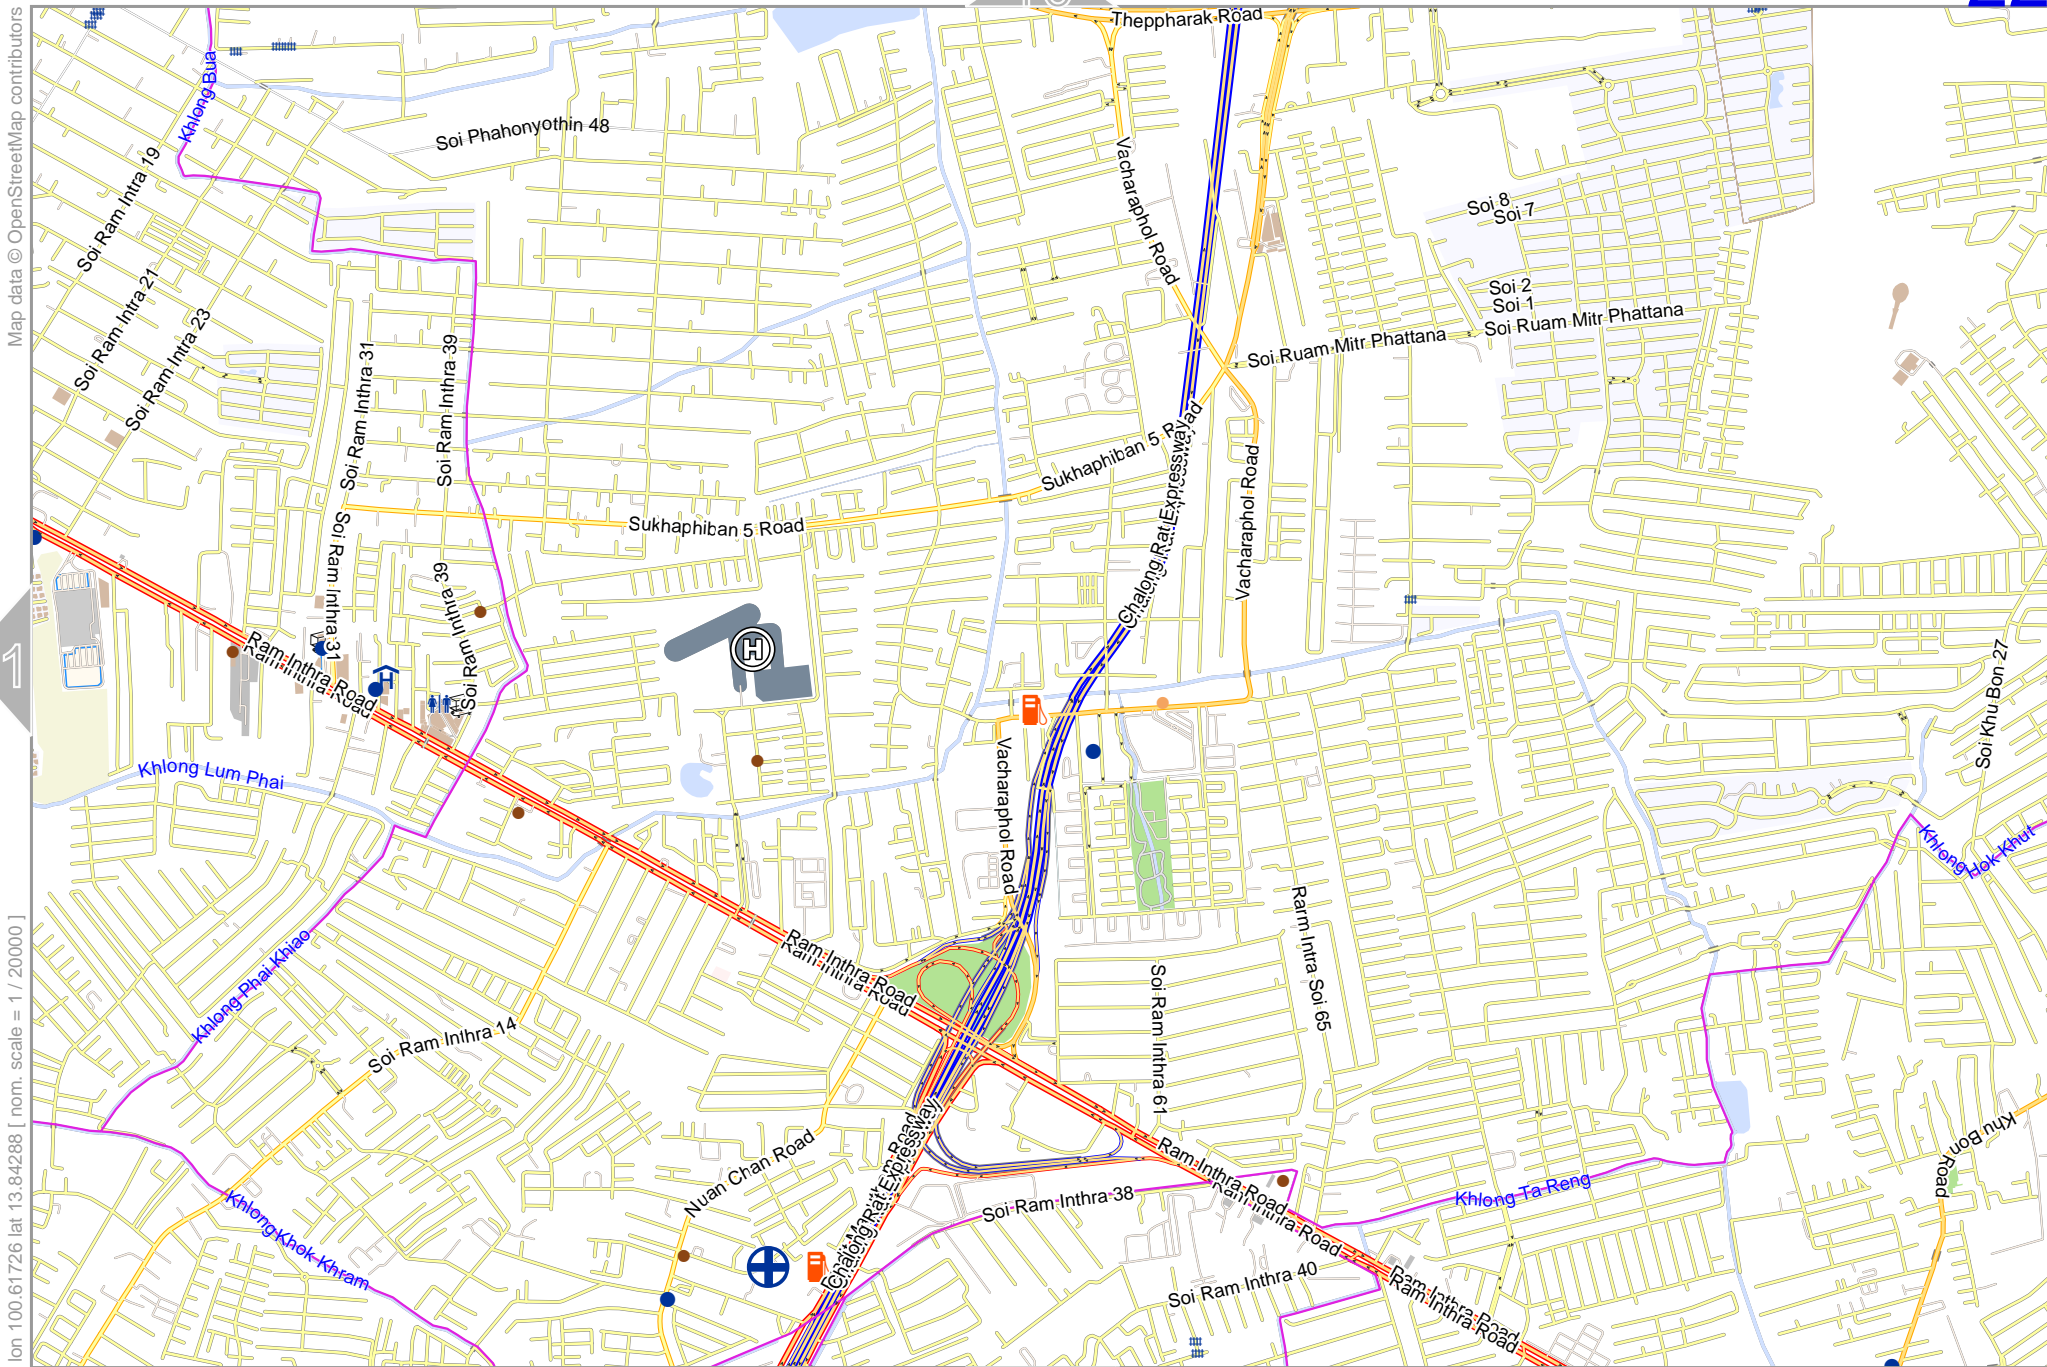 Theppharak Road
Map data © OpenStreetMap contributors
Khlong Bua
Soi Phahonyothin 48
Soi Ram Intra 19
Vacharaphol Road
Soi 8
Soi 7
Soi Ram Intra 21
Soi Ram Intra 23
Soi 2
Soi 1
Soi Ruam Mitr Phattana
Soi Ruam Mitr Phattana
Soi Ram Inthra 31
Soi Ram Inthra 39
Sukhaphiban 5 Road
Sukhaphiban 5 Road
Chalong Rat Expressway
Vacharaphol Road
Soi Ram Inthra 31
Soi Ram Inthra 39
1
H
H
Ram Inthra Road
Ram Inthra Road
Soi Khu Bon 27
Khlong Lum Phai
Vacharaphol Road
Khlong Hok Khut
Rarm Intra Soi 65
Khlong Phai Khiao
Ram Inthra Road
Ram Inthra Road
Soi Ram Inthra 61
Soi Ram Inthra 14
lon 100.61726 lat 13.84288 [ nom. scale = 1 / 20000 ]
Nuan Chan Road
Chalong Rat Expressway
Ram Inthra Road
Ram Inthra Road
Khu Bon Road
Soi Ram Inthra 38
Khlong Ta Reng
Khlong Khok Khram
Soi Ram Inthra 40
Ram Inthra Road
Ram Inthra Road